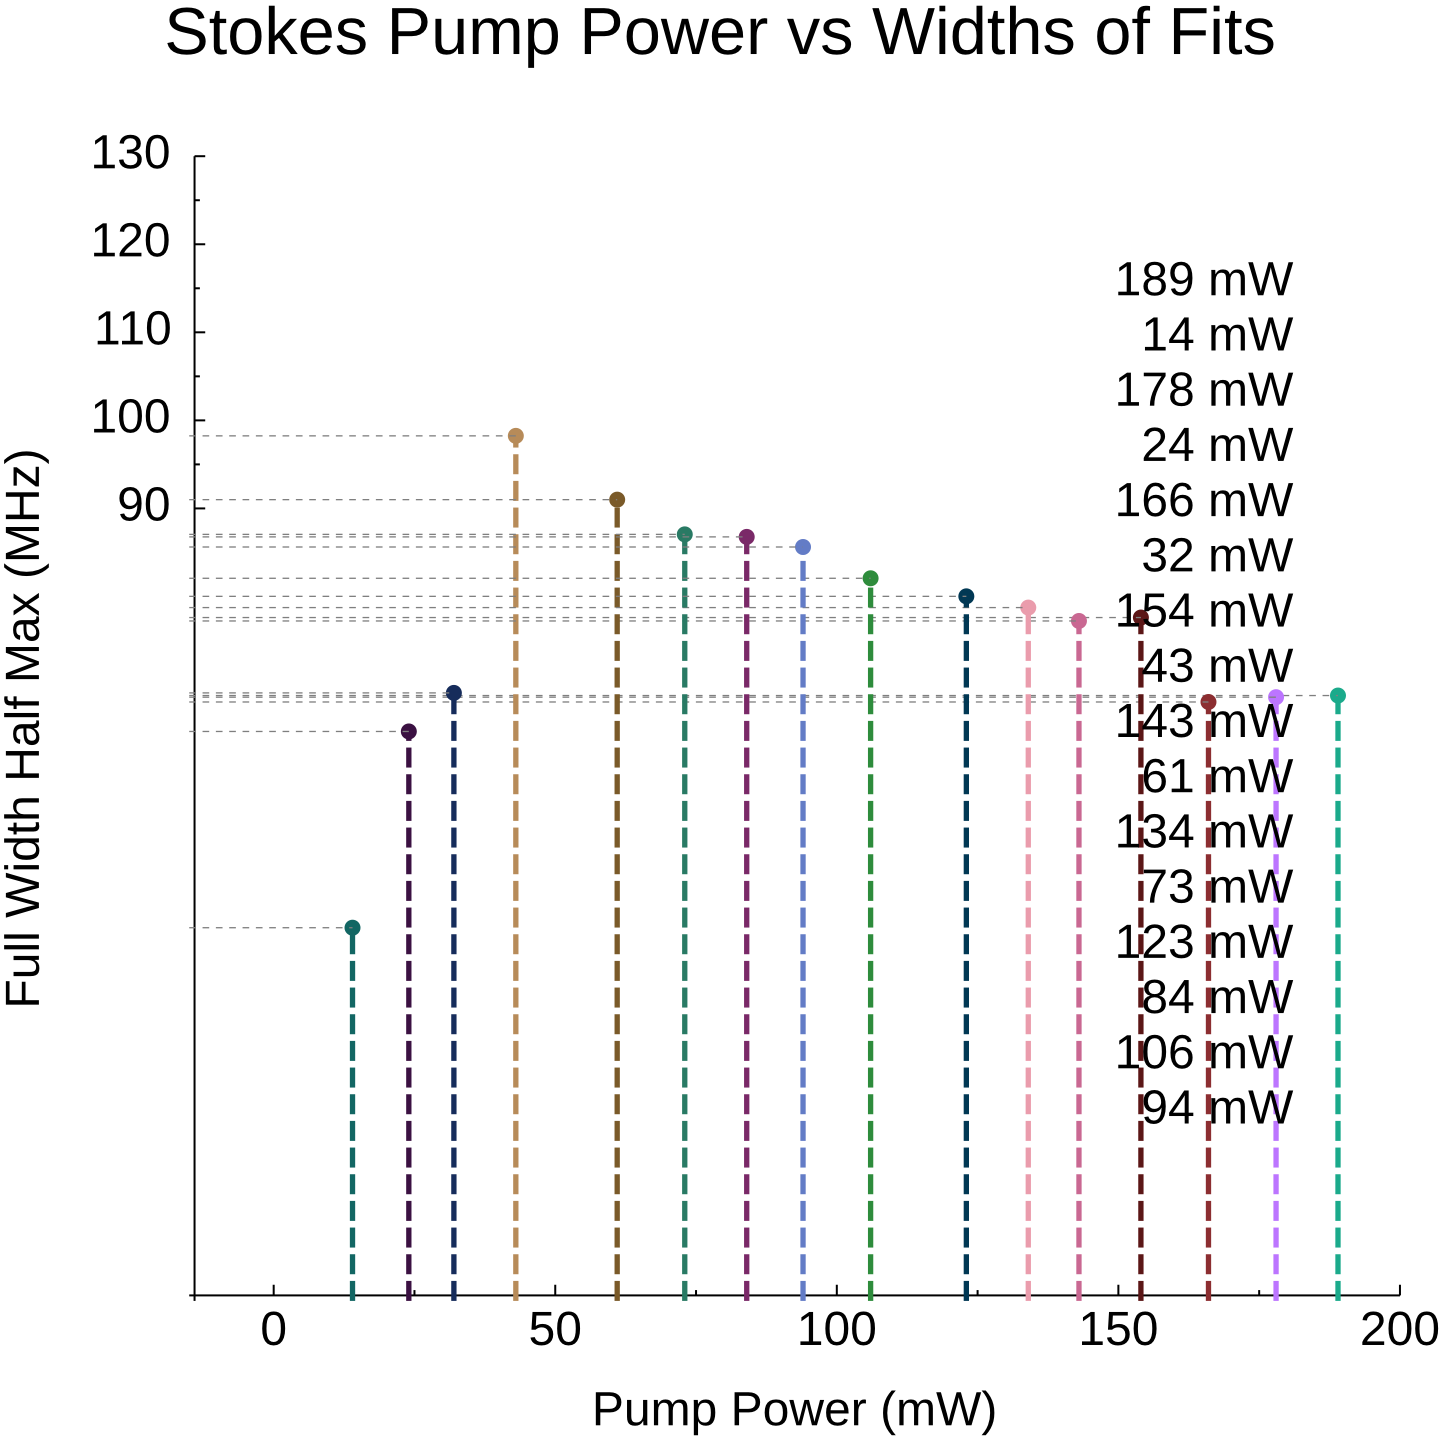 Stokes Pump Power vs Widths of Fits
130
120
110
100
90
Full Width Half Max (MHz)
189 mW
14 mW
178 mW
24 mW
166 mW
32 mW
154 mW
43 mW
143 mW
61 mW
134 mW
73 mW
123 mW
84 mW
106 mW
94 mW
0 50 100 150 200
Pump Power (mW)